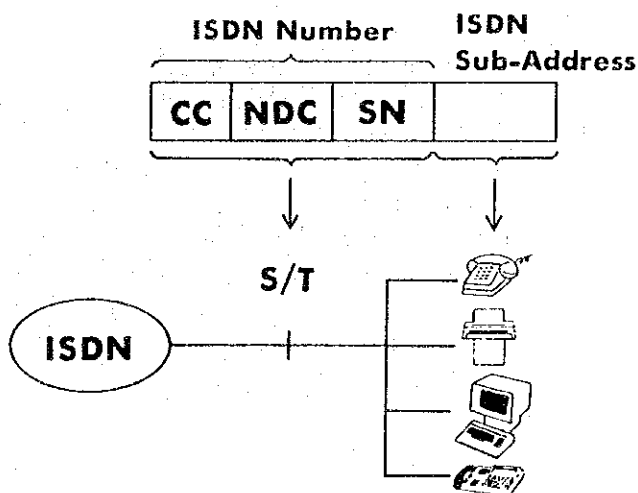 ISDN Number
ISDN
Sub-Address
CC NDC SN
S/T
ISDN